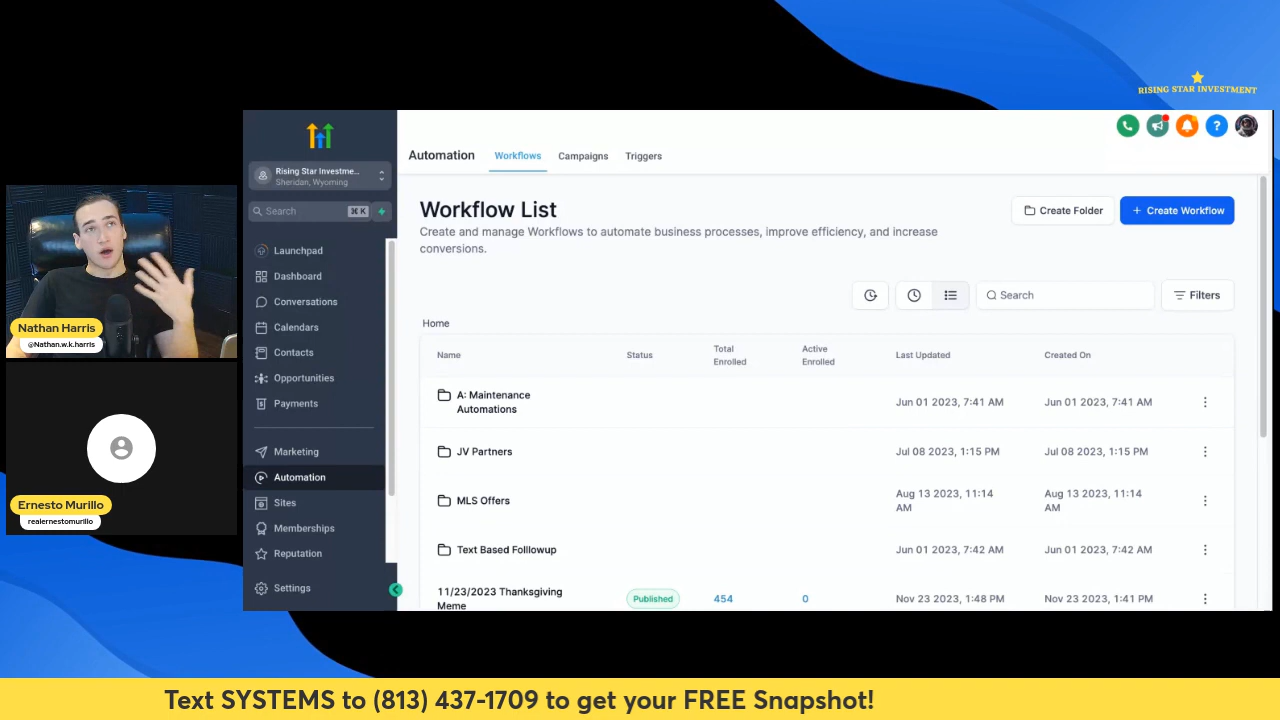 RISING STAR INVESTMENT
Rising Star Investme...
Sheridan, Wyoming
Search
⌘ K
Launchpad
Dashboard
Conversations
Calendars
Contacts
Opportunities
Payments
Marketing
Automation
Sites
Memberships
Reputation
Settings
Automation
Workflows
Campaigns
Triggers
Workflow List
Create and manage Workflows to automate business processes, improve efficiency, and increase
conversions.
Create Folder
+ Create Workflow
Search
Filters
Home
Name
Status
Total
Enrolled
Active
Enrolled
Last Updated
Created On
A: Maintenance
Automations
Jun 01 2023, 7:41 AM
Jun 01 2023, 7:41 AM
JV Partners
Jul 08 2023, 1:15 PM
Jul 08 2023, 1:15 PM
MLS Offers
Aug 13 2023, 11:14
AM
Aug 13 2023, 11:14
AM
Text Based Folllowup
Jun 01 2023, 7:42 AM
Jun 01 2023, 7:42 AM
11/23/2023 Thanksgiving
Meme
Published
454
0
Nov 23 2023, 1:48 PM
Nov 23 2023, 1:41 PM
Nathan Harris
@Nathan.w.k.harris
Ernesto Murillo
realernestomurillo
Text SYSTEMS to (813) 437-1709 to get your FREE Snapshot!